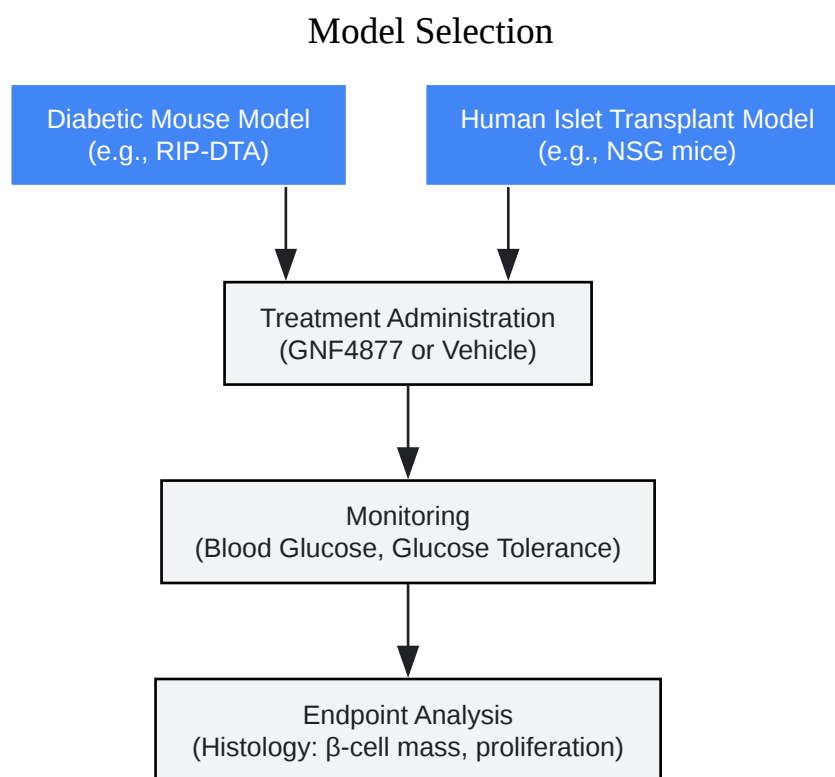 Model Selection
Diabetic Mouse Model
(e.g., RIP-DTA)
Human Islet Transplant Model
(e.g., NSG mice)
Treatment Administration
(GNF4877 or Vehicle)
Monitoring
(Blood Glucose, Glucose Tolerance)
Endpoint Analysis
(Histology: β-cell mass, proliferation)